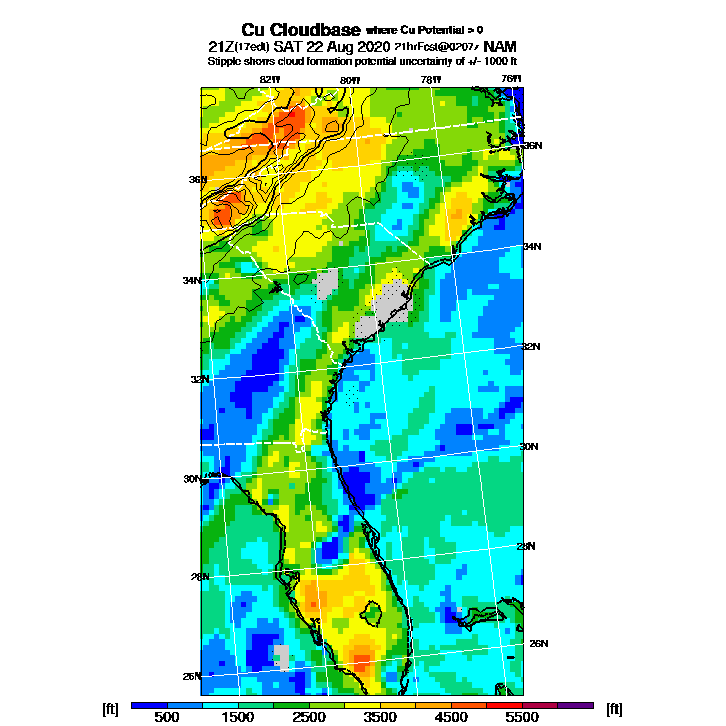 Cu Cloudbase where Cu Potential > 0
21Z(17edt) SAT 22 Aug 2020 21hrFcst@0207z NAM
Stipple shows cloud formation potential uncertainty of +/- 1000 ft
82W 80W 78W 76W
36N
36N
34N
34N
32N
32N
30N
30N
28N
28N
26N
26N
[ft] 500 1500 2500 3500 4500 5500 [ft]